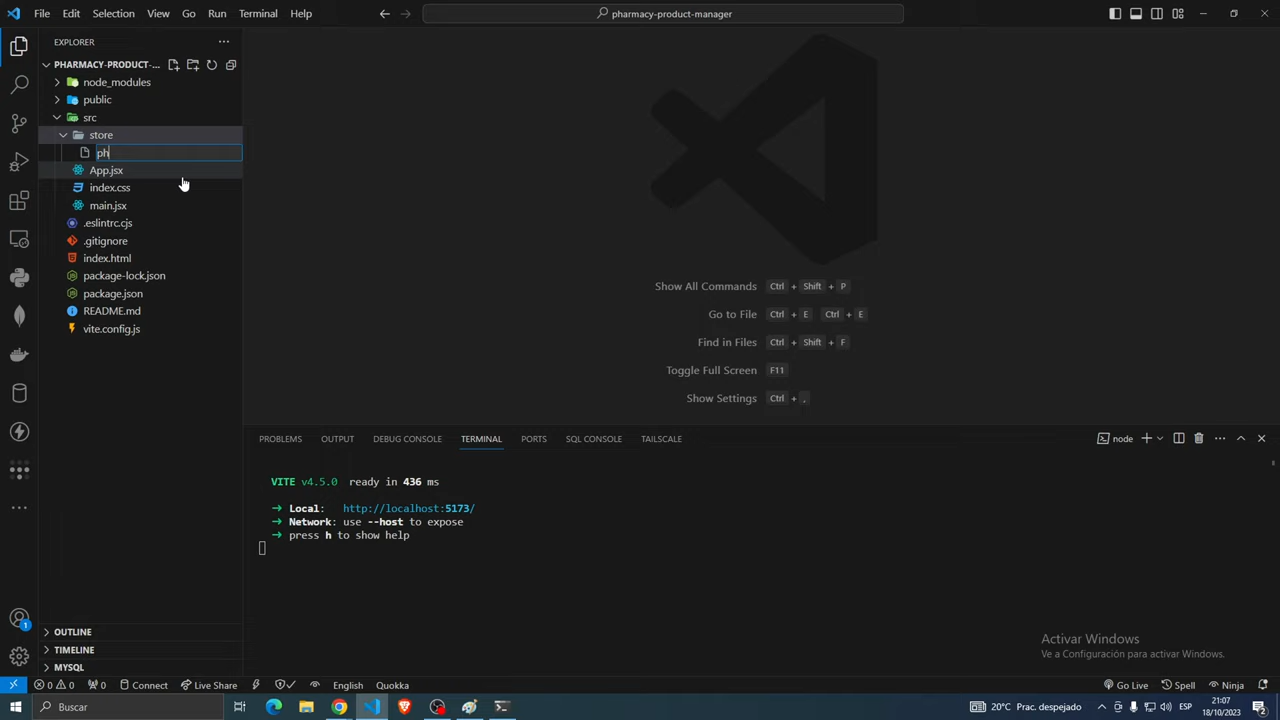 File Edit Selection View Go Run Terminal Help
pharmacy-product-manager
EXPLORER
PHARMACY-PRODUCT-...
node_modules
public
src
store
ph
App.jsx
index.css
main.jsx
.eslintrc.cjs
.gitignore
index.html
package-lock.json
package.json
README.md
vite.config.js
Show All Commands Ctrl + Shift + P
Go to File Ctrl + E Ctrl + E
Find in Files Ctrl + Shift + F
Toggle Full Screen F11
Show Settings Ctrl + ,
PROBLEMS OUTPUT DEBUG CONSOLE TERMINAL PORTS SQL CONSOLE TAILSCALE
node
VITE v4.5.0 ready in 436 ms
➜ Local: http://localhost:5173/
➜ Network: use --host to expose
➜ press h to show help
OUTLINE
TIMELINE
MYSQL
Activar Windows
Ve a Configuración para activar Windows.
1
0 0 0 Connect Live Share English Quokka Go Live Spell Ninja
Buscar
20°C Prac. despejado ESP 21:07 18/10/2023 2